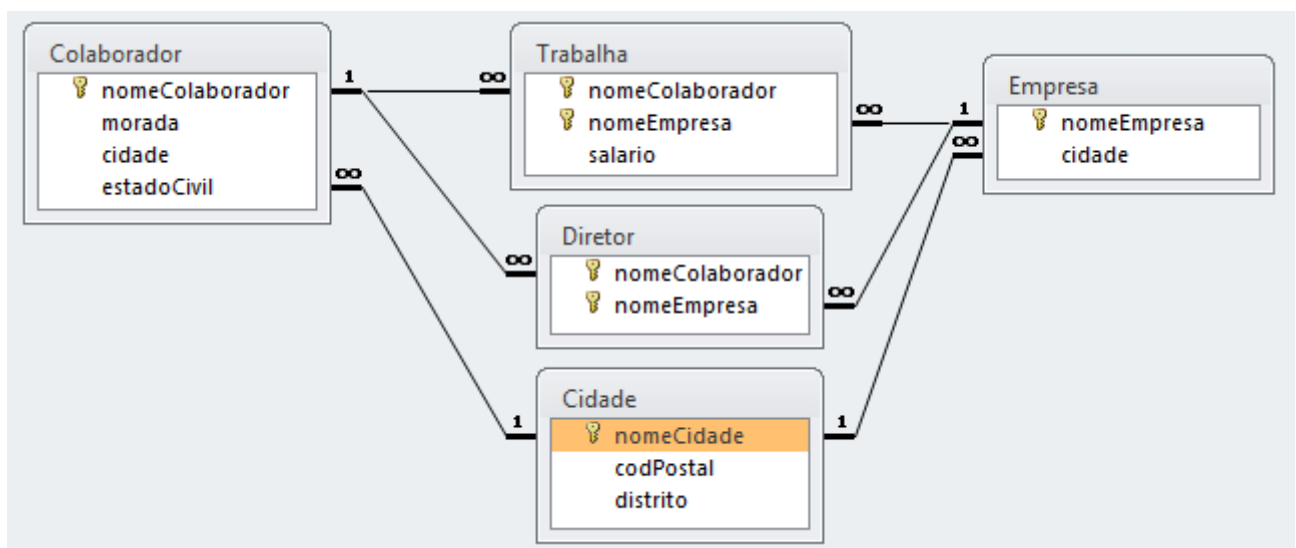 Colaborador
nomeColaborador
morada
cidade
estadoCivil
1
∞
∞
Trabalha
nomeColaborador
nomeEmpresa
salario
∞
1
∞
Empresa
nomeEmpresa
cidade
Diretor
nomeColaborador
nomeEmpresa
∞
∞
Cidade
nomeCidade
codPostal
distrito
1
1